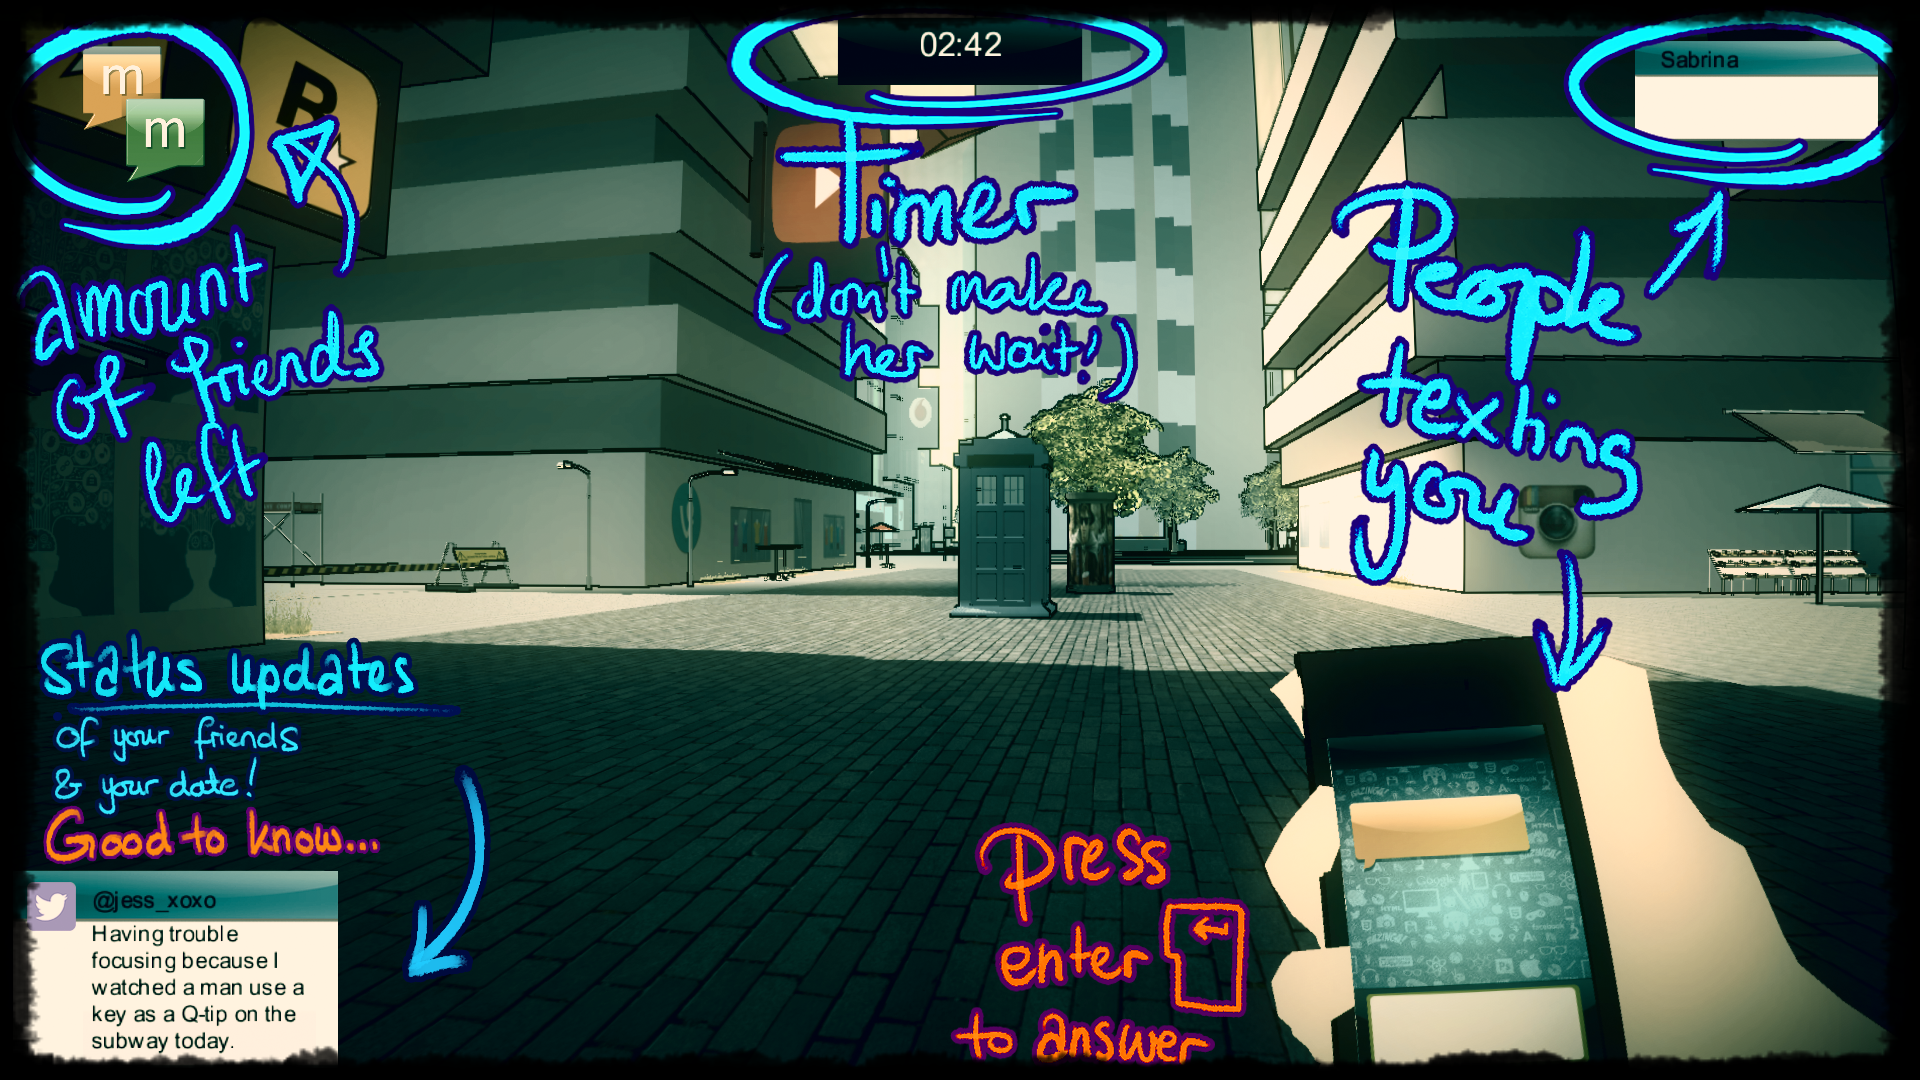 m
m
R
02:42
Sabrina
Timer
(don't make
her wait!)
amount
of friends
left
People
texting
you
Status updates
of your friends
& your date!
Good to know...
@jess_xoxo
Having trouble
focusing because I
watched a man use a
key as a Q-tip on the
subway today.
Press
enter
to answer